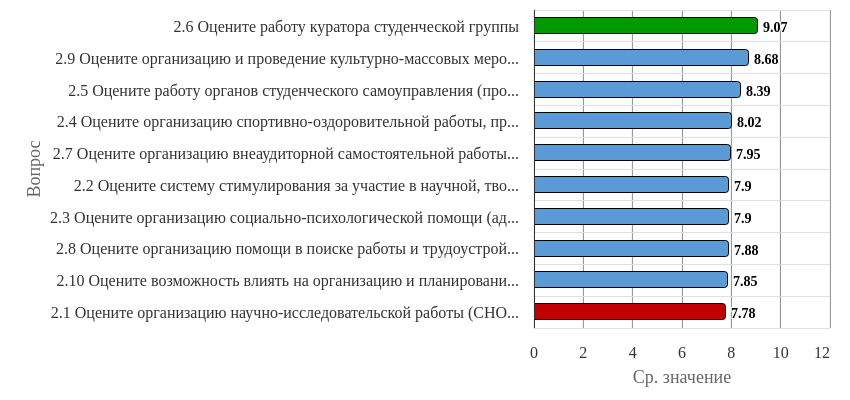 2.6 Оцените работу куратора студенческой группы 9.07
2.9 Оцените организацию и проведение культурно-массовых меро... 8.68
2.5 Оцените работу органов студенческого самоуправления (про... 8.39
2.4 Оцените организацию спортивно-оздоровительной работы, пр... 8.02
2.7 Оцените организацию внеаудиторной самостоятельной работы... 7.95
2.2 Оцените систему стимулирования за участие в научной, тво... 7.9
2.3 Оцените организацию социально-психологической помощи (ад... 7.9
2.8 Оцените организацию помощи в поиске работы и трудоустрой... 7.88
2.10 Оцените возможность влиять на организацию и планировани... 7.85
2.1 Оцените организацию научно-исследовательской работы (СНО... 7.78
Вопрос
0 2 4 6 8 10 12
Ср. значение